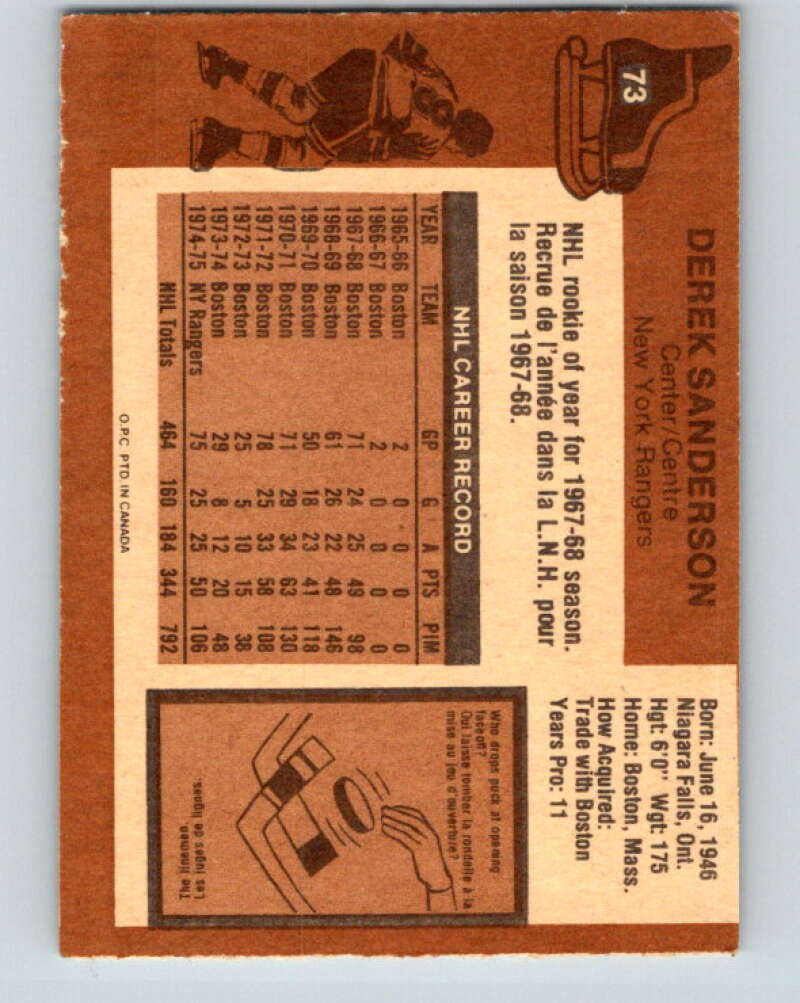 73
DEREK SANDERSON
Center/Centre
New York Rangers
Born: June 16, 1946
Niagara Falls, Ont.
Hgt: 6'0" Wgt: 175
Home: Boston, Mass.
How Acquired:
Trade with Boston
Years Pro: 11
NHL rookie of year for 1967-68 season.
Recrue de l'année dans la L.N.H. pour
la saison 1967-68.
NHL CAREER RECORD
YEAR TEAM GP G A PTS PIM
1965-66 Boston 2 0 0 0 0
1966-67 Boston 2 0 0 0 0
1967-68 Boston 71 24 25 49 98
1968-69 Boston 61 26 22 48 146
1969-70 Boston 50 18 23 41 118
1970-71 Boston 71 29 34 63 130
1971-72 Boston 78 25 33 58 108
1972-73 Boston 25 5 10 15 38
1973-74 Boston 29 8 12 20 48
1974-75 NY Rangers 75 25 25 50 106
NHL Totals 464 160 184 344 792
Who drops puck at opening
faceoff?
Qui laisse tomber la rondelle à la
mise au jeu d'ouverture?
The linemen
Les juges de lignes.
O.P.C. PTD. IN CANADA